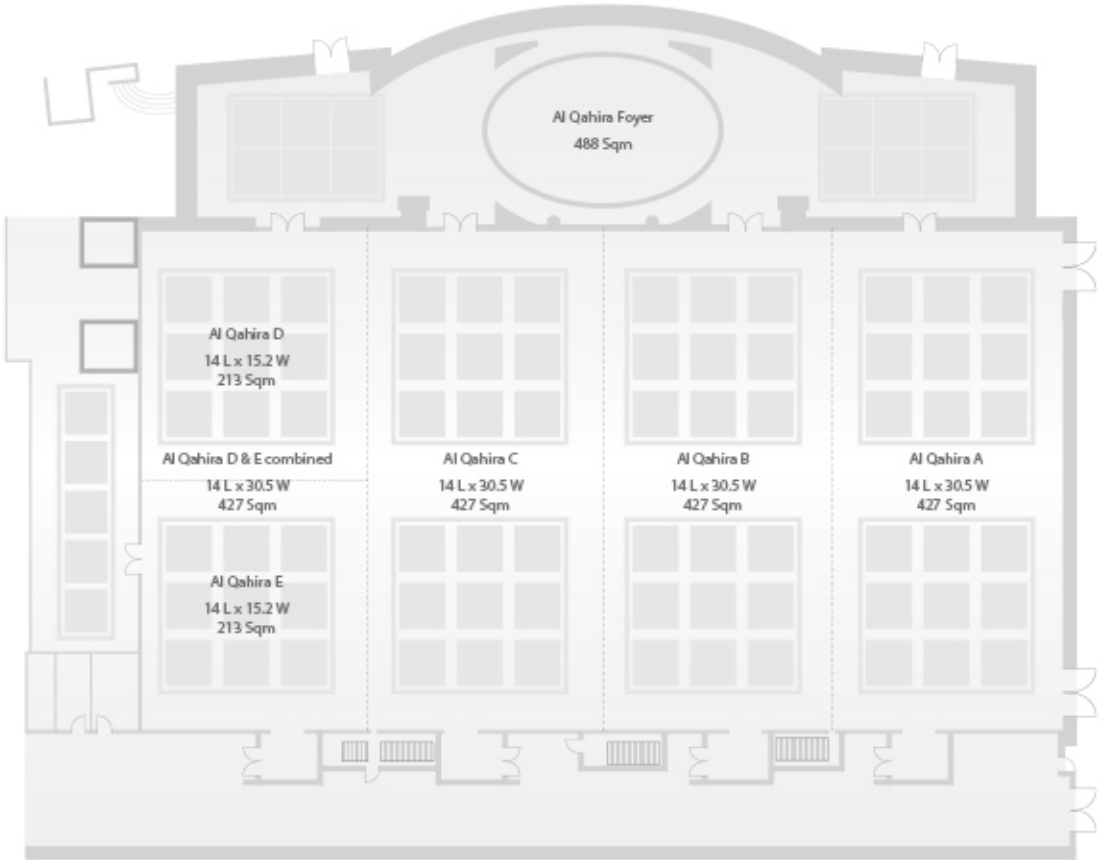 Al Qahira Foyer
488 Sqm
Al Qahira D
14 L x 15.2 W
213 Sqm
Al Qahira D & E combined
14 L x 30.5 W
427 Sqm
Al Qahira E
14 L x 15.2 W
213 Sqm
Al Qahira C
14 L x 30.5 W
427 Sqm
Al Qahira B
14 L x 30.5 W
427 Sqm
Al Qahira A
14 L x 30.5 W
427 Sqm